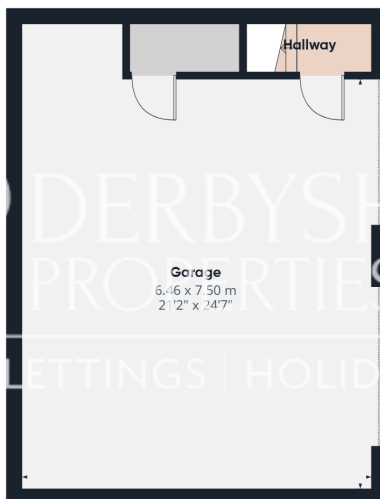 Hallway
DERBYSH
PROPERTIES
Garage
6.46 x 7.50 m
21'2" x 24'7"
LETTINGS | HOLID